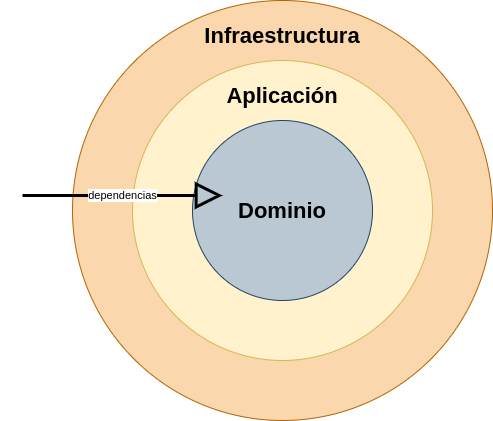 Infraestructura
Aplicación
dependencias
Dominio